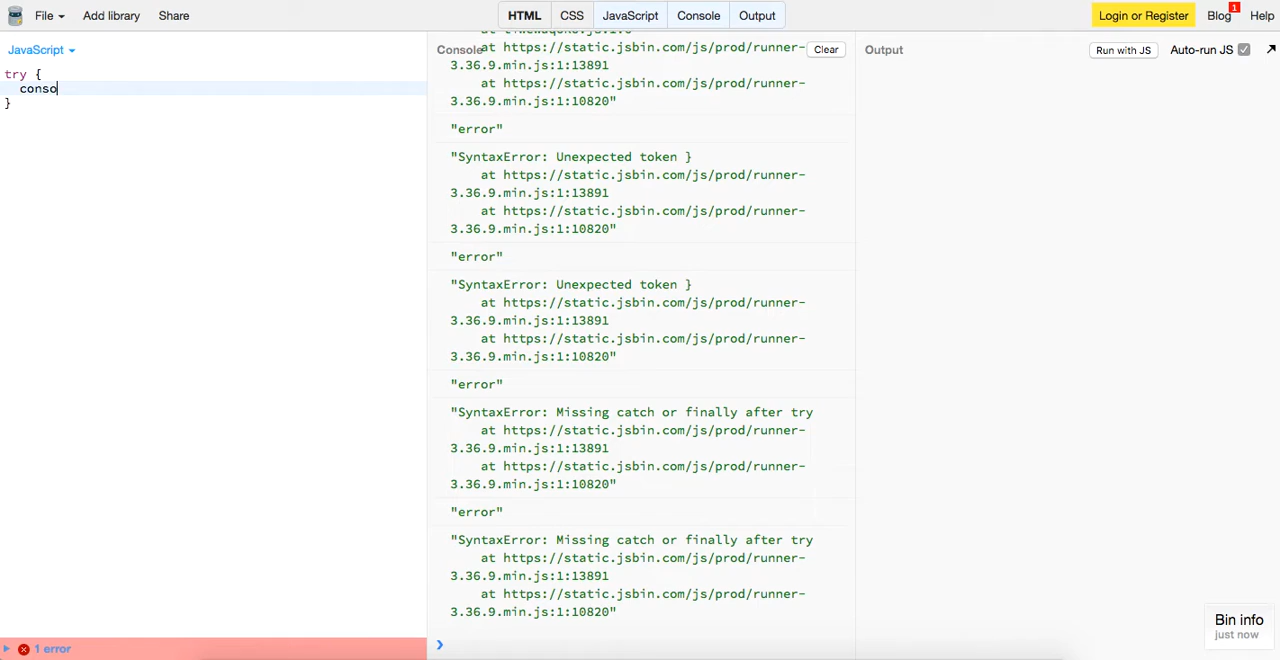 File Add library Share HTML CSS JavaScript Console Output Login or Register Blog 1 Help
JavaScript
try {
conso
}
1 error
Console Clear
at https://static.jsbin.com/js/prod/runner-
3.36.9.min.js:1:13891
at https://static.jsbin.com/js/prod/runner-
3.36.9.min.js:1:10820"
"error"
"SyntaxError: Unexpected token }
at https://static.jsbin.com/js/prod/runner-
3.36.9.min.js:1:13891
at https://static.jsbin.com/js/prod/runner-
3.36.9.min.js:1:10820"
"error"
"SyntaxError: Unexpected token }
at https://static.jsbin.com/js/prod/runner-
3.36.9.min.js:1:13891
at https://static.jsbin.com/js/prod/runner-
3.36.9.min.js:1:10820"
"error"
"SyntaxError: Missing catch or finally after try
at https://static.jsbin.com/js/prod/runner-
3.36.9.min.js:1:13891
at https://static.jsbin.com/js/prod/runner-
3.36.9.min.js:1:10820"
"error"
"SyntaxError: Missing catch or finally after try
at https://static.jsbin.com/js/prod/runner-
3.36.9.min.js:1:13891
at https://static.jsbin.com/js/prod/runner-
3.36.9.min.js:1:10820"
Output Run with JS Auto-run JS
Bin info
just now